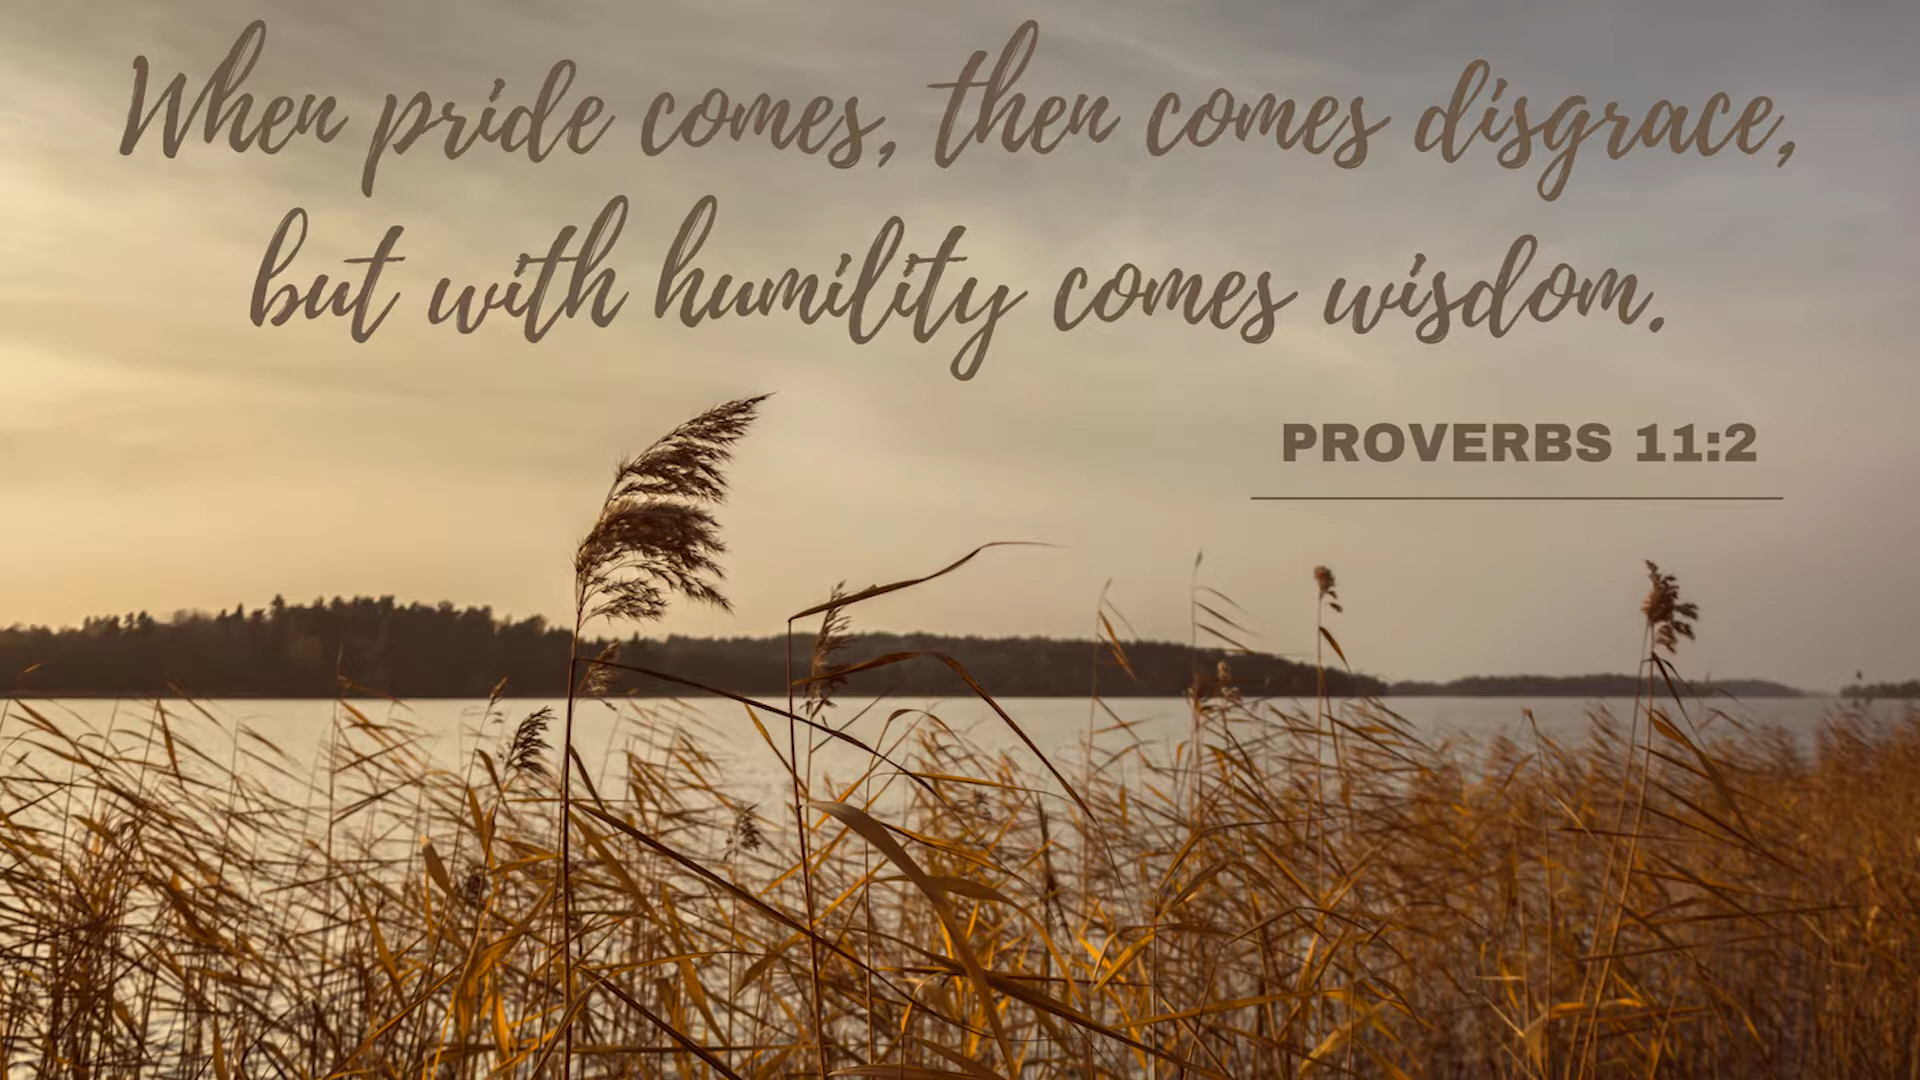 When pride comes, then comes disgrace,
but with humility comes wisdom.
PROVERBS 11:2